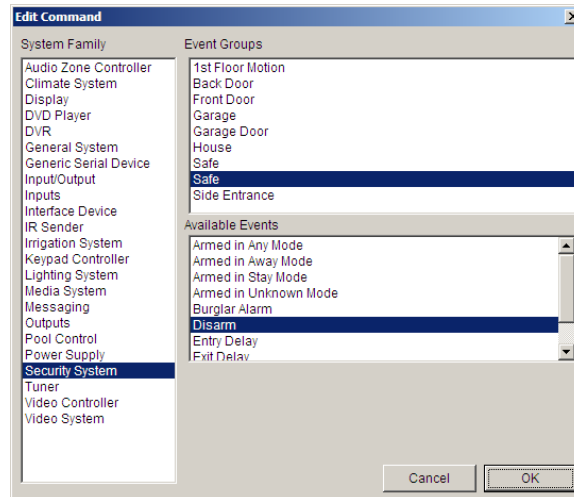 Edit Command
System Family
Audio Zone Controller
Climate System
Display
DVD Player
DVR
General System
Generic Serial Device
Input/Output
Inputs
Interface Device
IR Sender
Irrigation System
Keypad Controller
Lighting System
Media System
Messaging
Outputs
Pool Control
Power Supply
Security System
Tuner
Video Controller
Video System
Event Groups
1st Floor Motion
Back Door
Front Door
Garage
Garage Door
House
Safe
Safe
Side Entrance
Available Events
Armed in Any Mode
Armed in Away Mode
Armed in Stay Mode
Armed in Unknown Mode
Burglar Alarm
Disarm
Entry Delay
Exit Delay
Cancel
OK